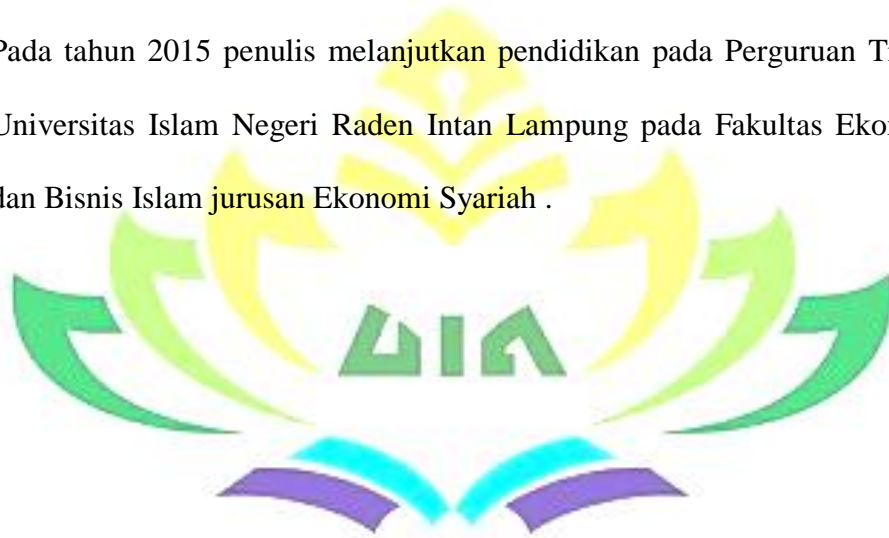 Pada tahun 2015 penulis melanjutkan pendidikan pada Perguruan
Universitas Islam Negeri Raden Intan Lampung pada Fakultas
dan Bisnis Islam jurusan Ekonomi Syariah .
UIN